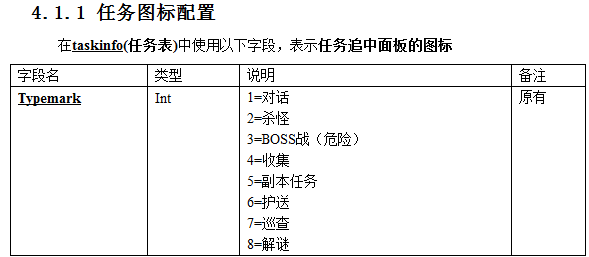 4.1.1 任务图标配置
在taskinfo(任务表)中使用以下字段，表示任务追中面板的图标
字段名 类型 说明 备注
Typemark Int 1=对话 原有
2=杀怪
3=BOSS战（危险）
4=收集
5=副本任务
6=护送
7=巡查
8=解谜